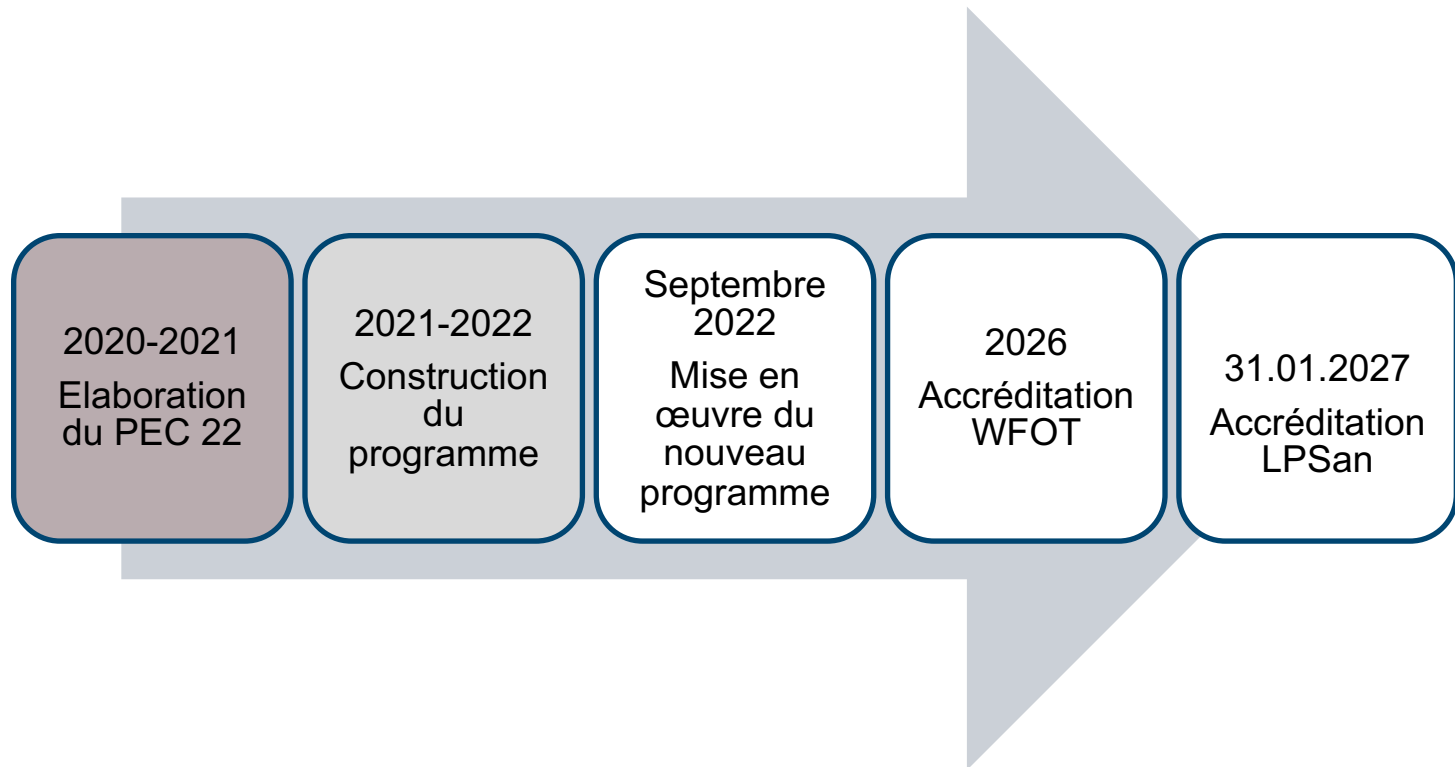 2020-2021
Elaboration
du PEC 22
2021-2022
Construction
du
programme
Septembre
2022
Mise en
œuvre du
nouveau
programme
2026
Accréditation
WFOT
31.01.2027
Accréditation
LPSan